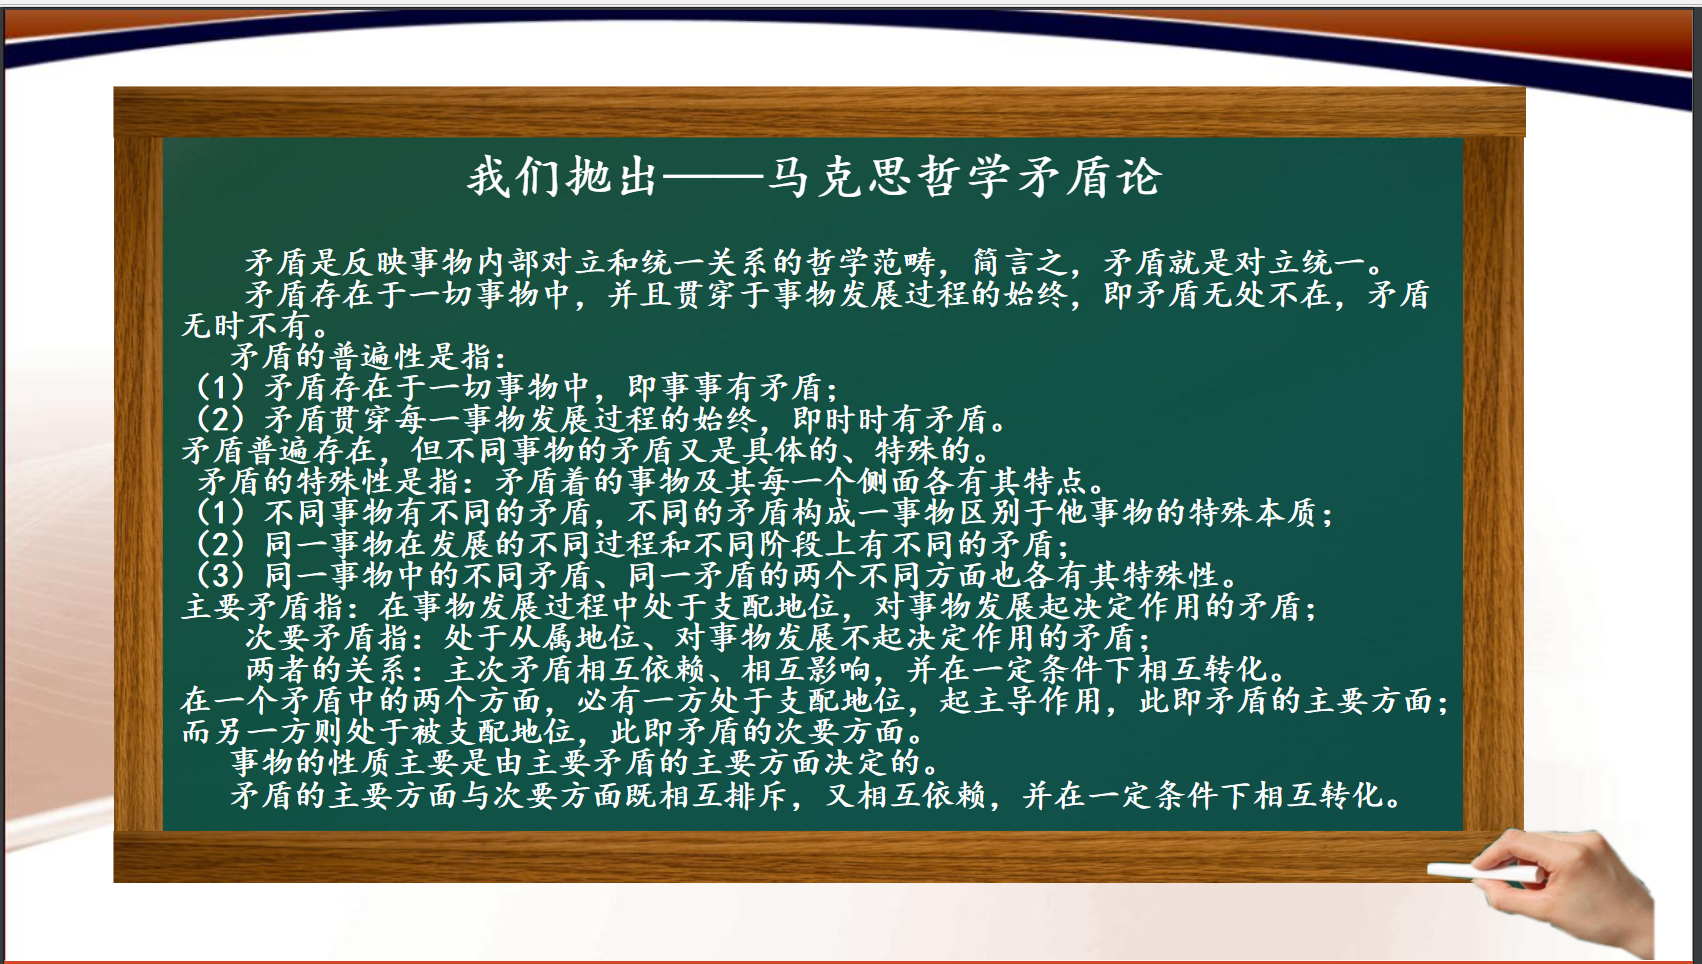 我们抛出——马克思哲学矛盾论
矛盾是反映事物内部对立和统一关系的哲学范畴，简言之，矛盾就是对立统一。
矛盾存在于一切事物中，并且贯穿于事物发展过程的始终，即矛盾无处不在，矛盾
无时不有。
矛盾的普遍性是指：
（1）矛盾存在于一切事物中，即事事有矛盾；
（2）矛盾贯穿每一事物发展过程的始终，即时时有矛盾。
矛盾普遍存在，但不同事物的矛盾又是具体的、特殊的。
矛盾的特殊性是指：矛盾着的事物及其每一个侧面各有其特点。
（1）不同事物有不同的矛盾，不同的矛盾构成一事物区别于他事物的特殊本质；
（2）同一事物在发展的不同过程和不同阶段上有不同的矛盾；
（3）同一事物中的不同矛盾、同一矛盾的两个不同方面也各有其特殊性。
主要矛盾指：在事物发展过程中处于支配地位，对事物发展起决定作用的矛盾；
次要矛盾指：处于从属地位、对事物发展不起决定作用的矛盾；
两者的关系：主次矛盾相互依赖、相互影响，并在一定条件下相互转化。
在一个矛盾中的两个方面，必有一方处于支配地位，起主导作用，此即矛盾的主要方面；
而另一方则处于被支配地位，此即矛盾的次要方面。
事物的性质主要是由主要矛盾的主要方面决定的。
矛盾的主要方面与次要方面既相互排斥，又相互依赖，并在一定条件下相互转化。